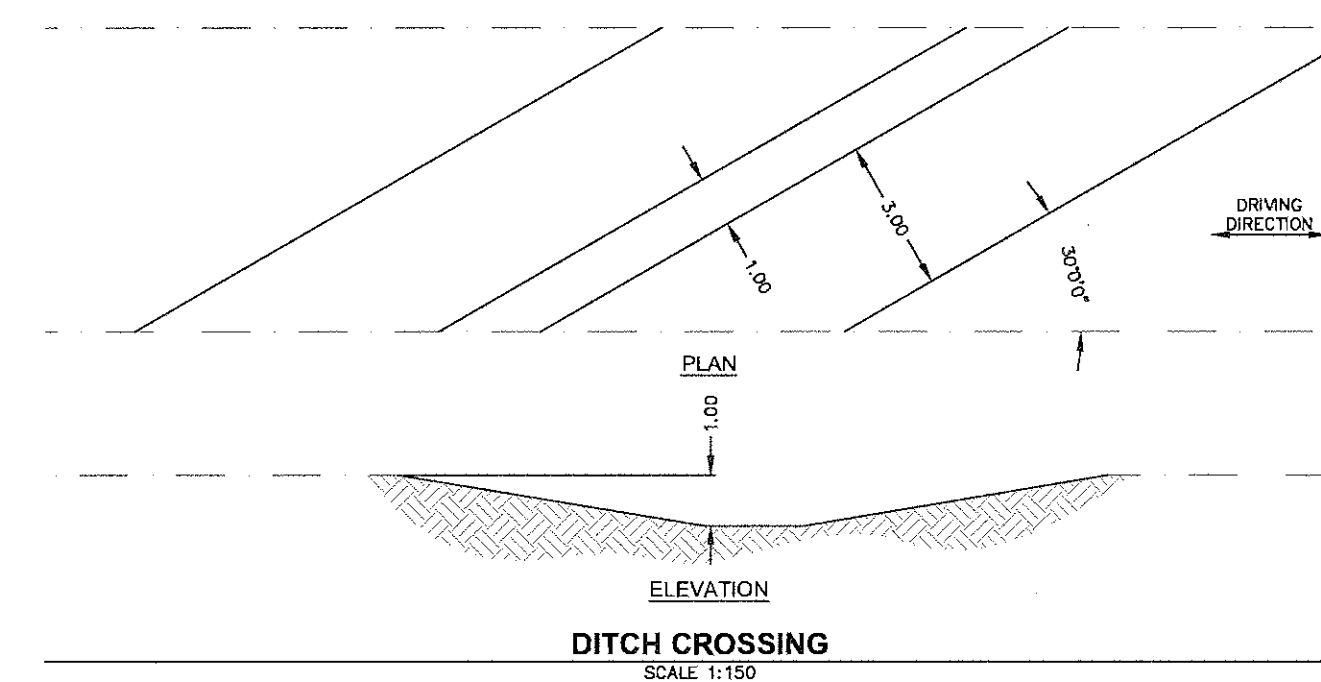 3.00
1.00
30°0'0"
DRIVING
DIRECTION
PLAN
1.00
ELEVATION
DITCH CROSSING
SCALE 1:150